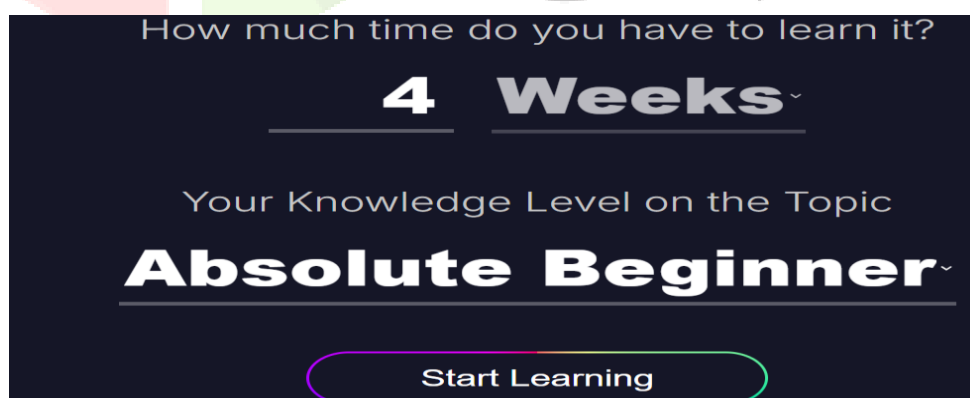 How much time do you have to learn it?
4 Weeks
Your Knowledge Level on the Topic
Absolute Beginner
Start Learning